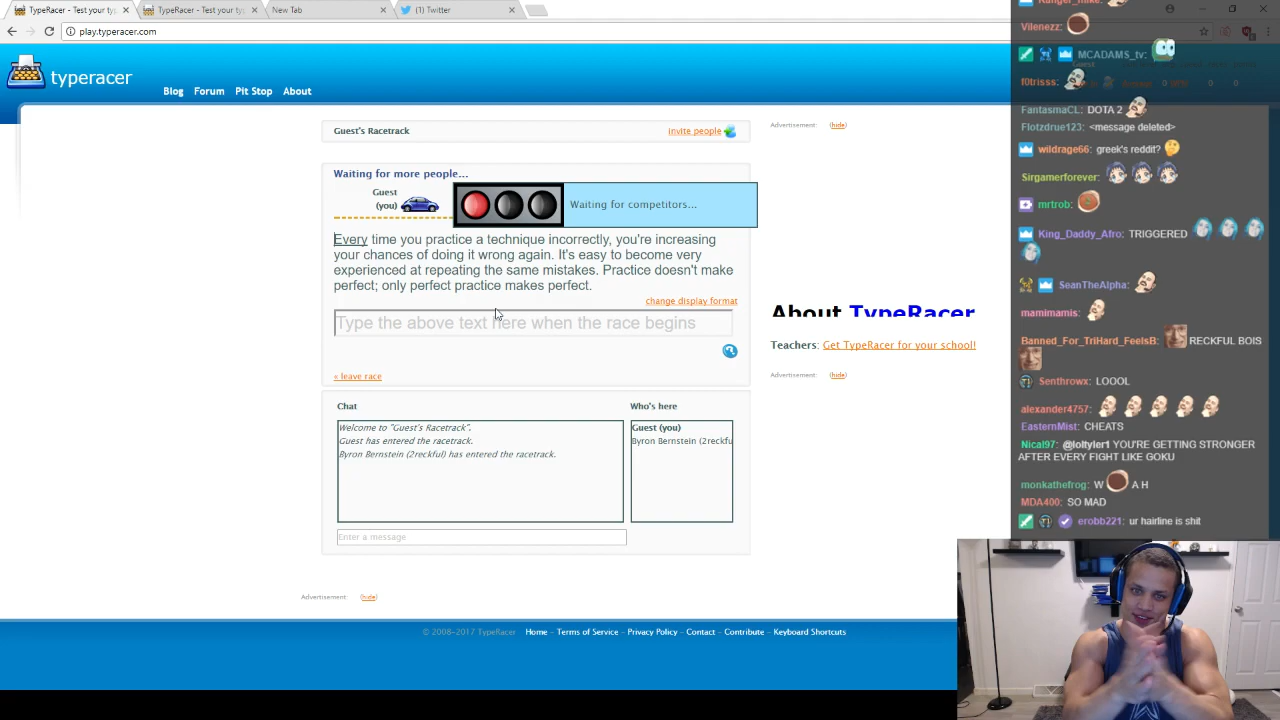 TypeRacer - Test your ty
TypeRacer - Test your typ
New Tab
(1) Twitter
play.typeracer.com
typeracer
Blog Forum Pit Stop About
Guest's Racetrack
invite people
Waiting for more people...
Guest
(you)
Waiting for competitors...
Every time you practice a technique incorrectly, you're increasing
your chances of doing it wrong again. It's easy to become very
experienced at repeating the same mistakes. Practice doesn't make
perfect; only perfect practice makes perfect.
change display format
Type the above text here when the race begins
« leave race
Chat
Who's here
Welcome to "Guest's Racetrack".
Guest has entered the racetrack.
Byron Bernstein (2reckful) has entered the racetrack.
Guest (you)
Byron Bernstein (2reckfu
Enter a message
Advertisement: (hide)
About TypeRacer
Teachers: Get TypeRacer for your school!
Advertisement: (hide)
Advertisement: (hide)
© 2008-2017 TypeRacer Home - Terms of Service - Privacy Policy - Contact - Contribute - Keyboard Shortcuts
Ranger_mike:
Vilenezz:
MCADAMS_tv:
f0trisss:
FantasmaCL: DOTA 2
Flotzdrue123: <message deleted>
wildrage66: greek's reddit?
Sirgamerforever:
mrtrob:
King_Daddy_Afro: TRIGGERED
SeanTheAlpha:
mamimamis:
Banned_For_TriHard_FeelsB: RECKFUL BOIS
Senthrowx: LOOOL
alexander4757:
EasternMist: CHEATS
Nical97: @loltyler1 YOU'RE GETTING STRONGER
AFTER EVERY FIGHT LIKE GOKU
monkathefrog: W A H
MDA400: SO MAD
erobb221: ur hairline is shit